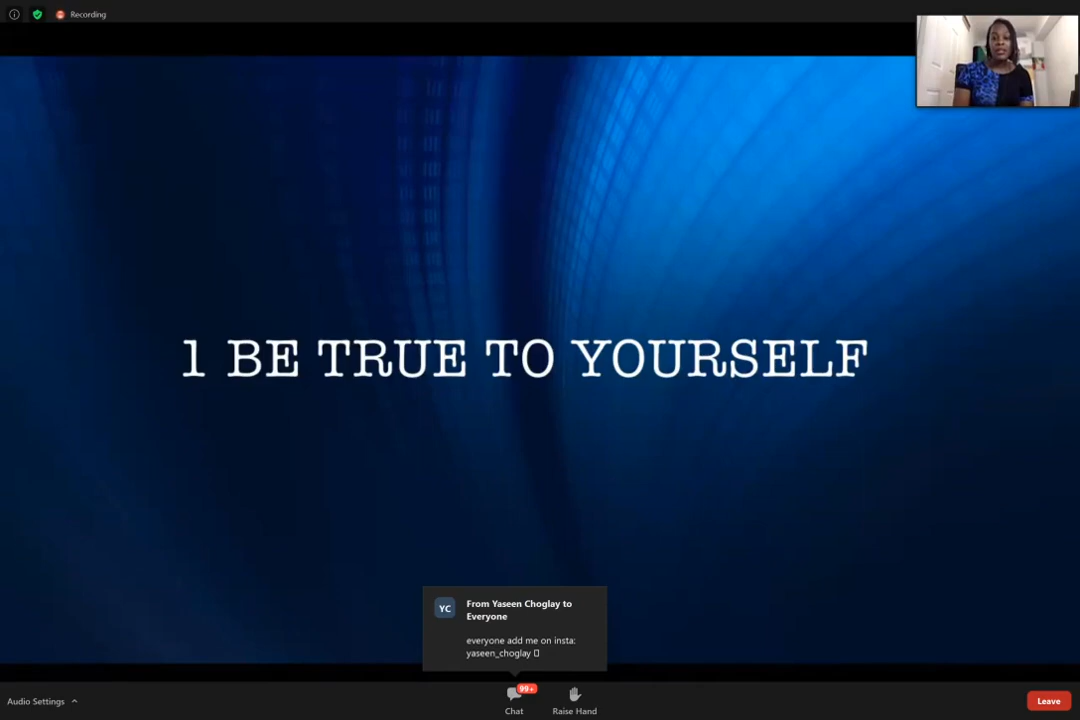 Recording
1 BE TRUE TO YOURSELF
YC
From Yaseen Choglay to
Everyone
everyone add me on insta:
yaseen_choglay
Audio Settings
99+
Chat
Raise Hand
Leave